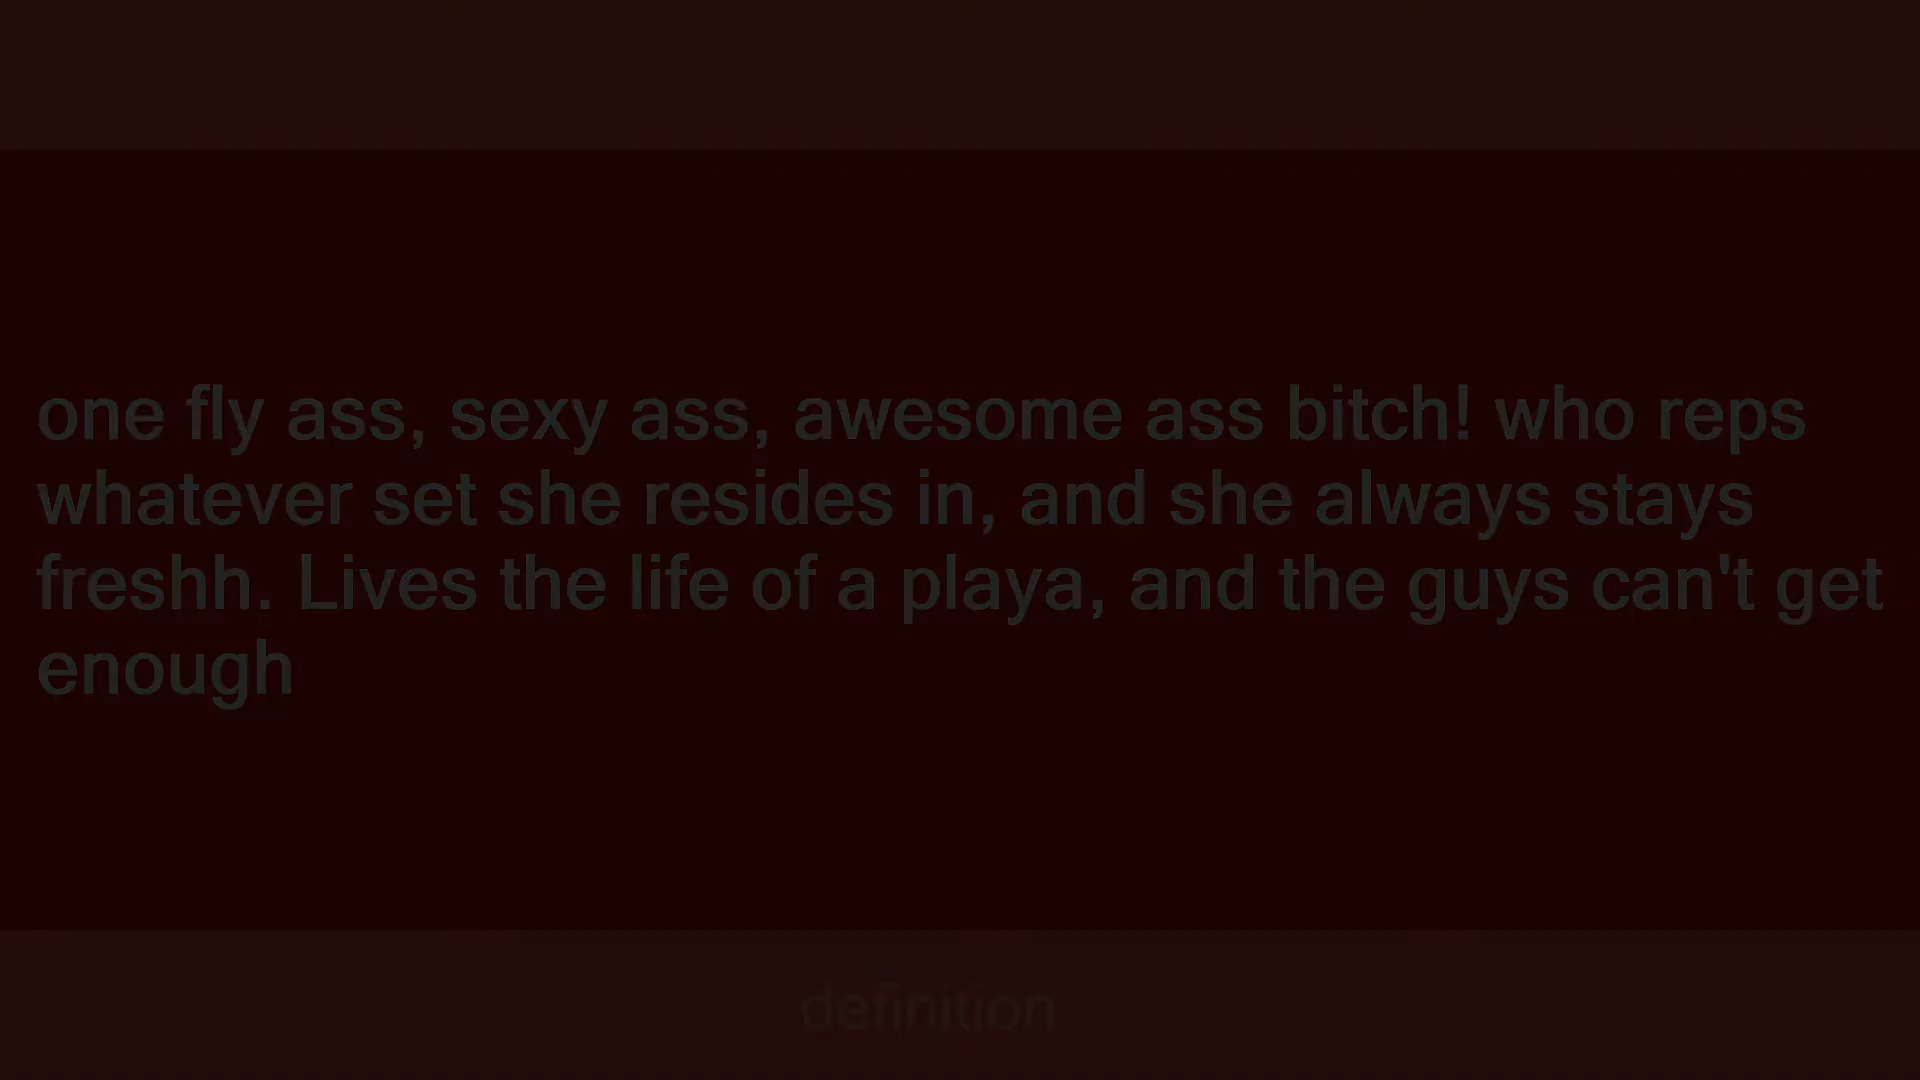 one fly ass, sexy ass, awesome ass bitch! who reps
whatever set she resides in, and she always stays
freshh. Lives the life of a playa, and the guys can't get
enough
definition